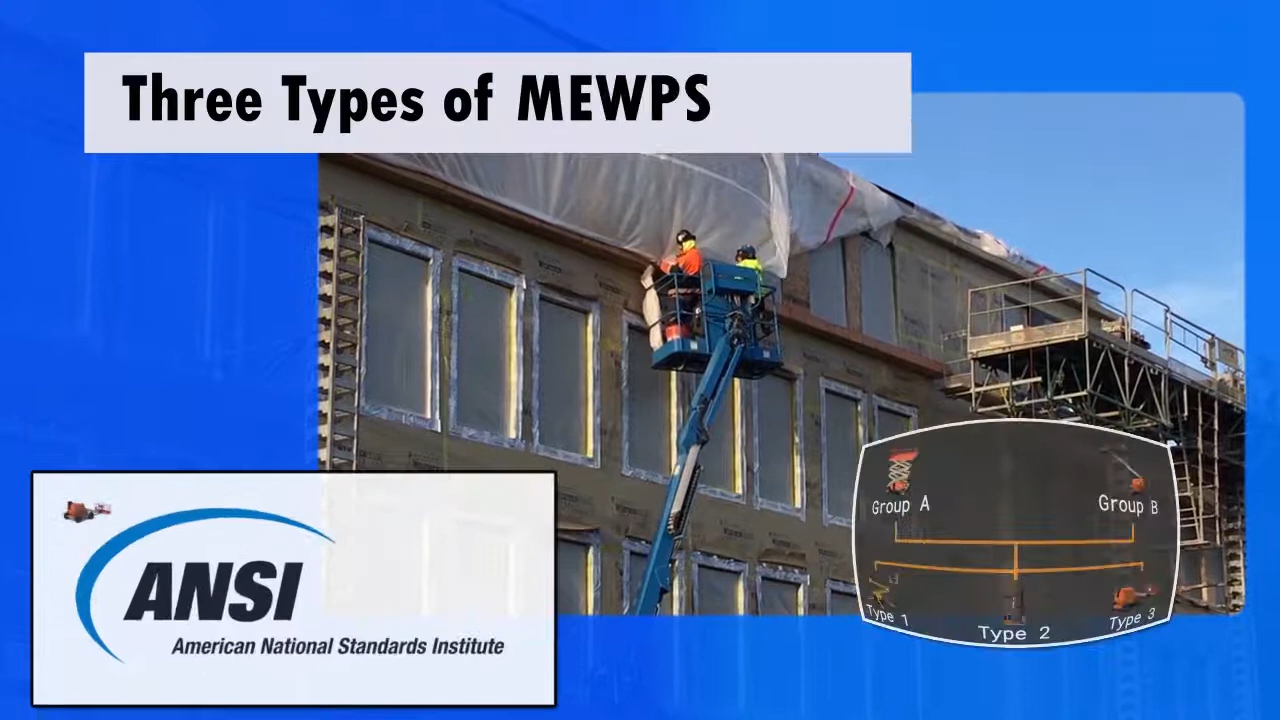 Three Types of MEWPS
Group A
Group B
Type 1
Type 2
Type 3
ANSI
American National Standards Institute